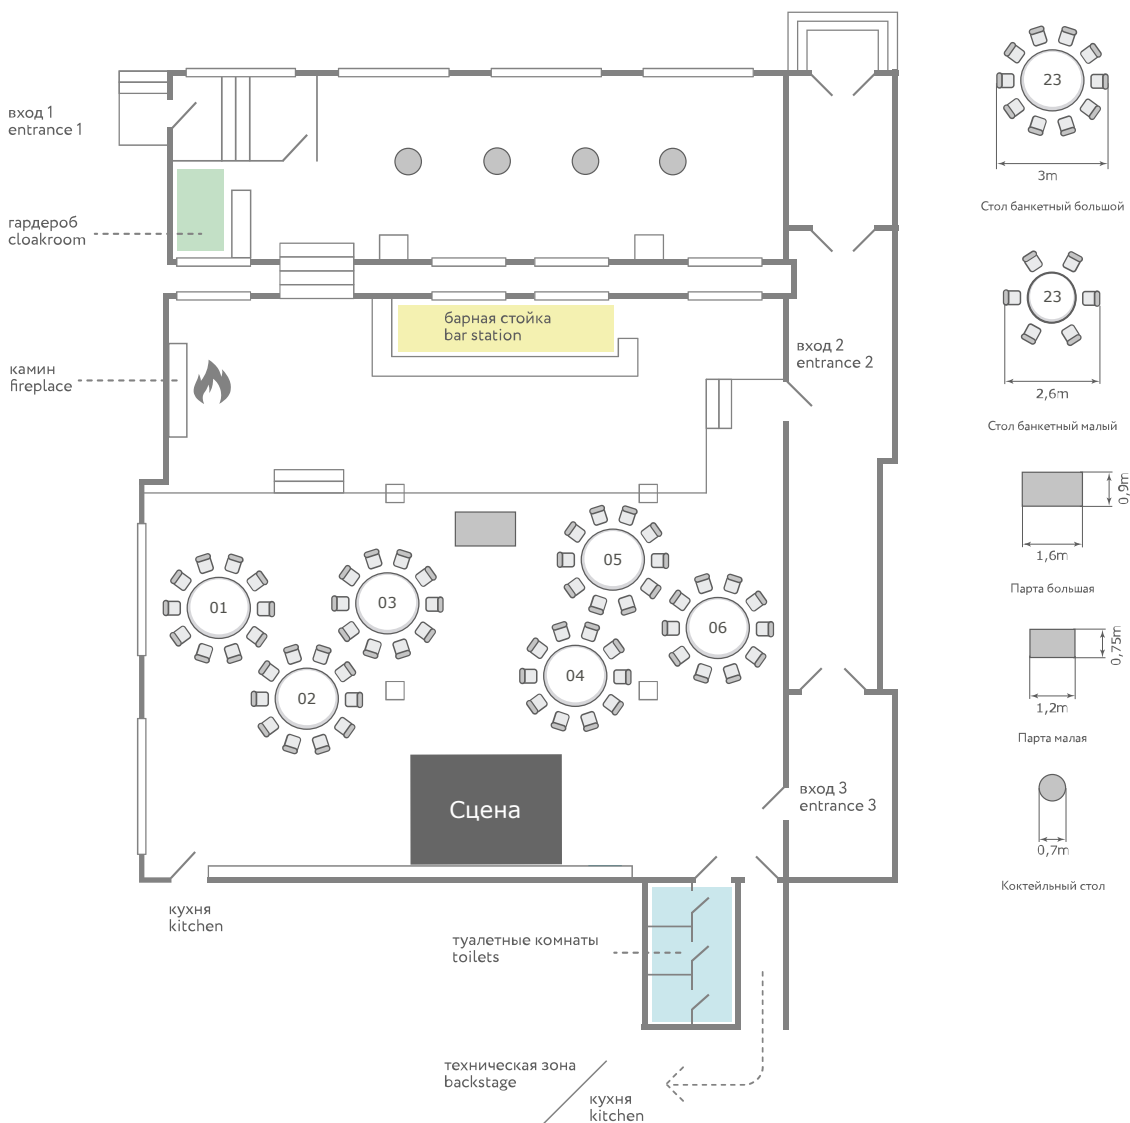 вход 1
entrance 1
гардероб
cloakroom
барная стойка
bar station
камин
fireplace
вход 2
entrance 2
01
02
03
04
05
06
Сцена
вход 3
entrance 3
кухня
kitchen
туалетные комнаты
toilets
техническая зона
backstage
кухня
kitchen
23
3m
Стол банкетный большой
23
2,6m
Стол банкетный малый
0,9m
1,6m
Парта большая
0,75m
1,2m
Парта малая
0,7m
Коктейльный стол